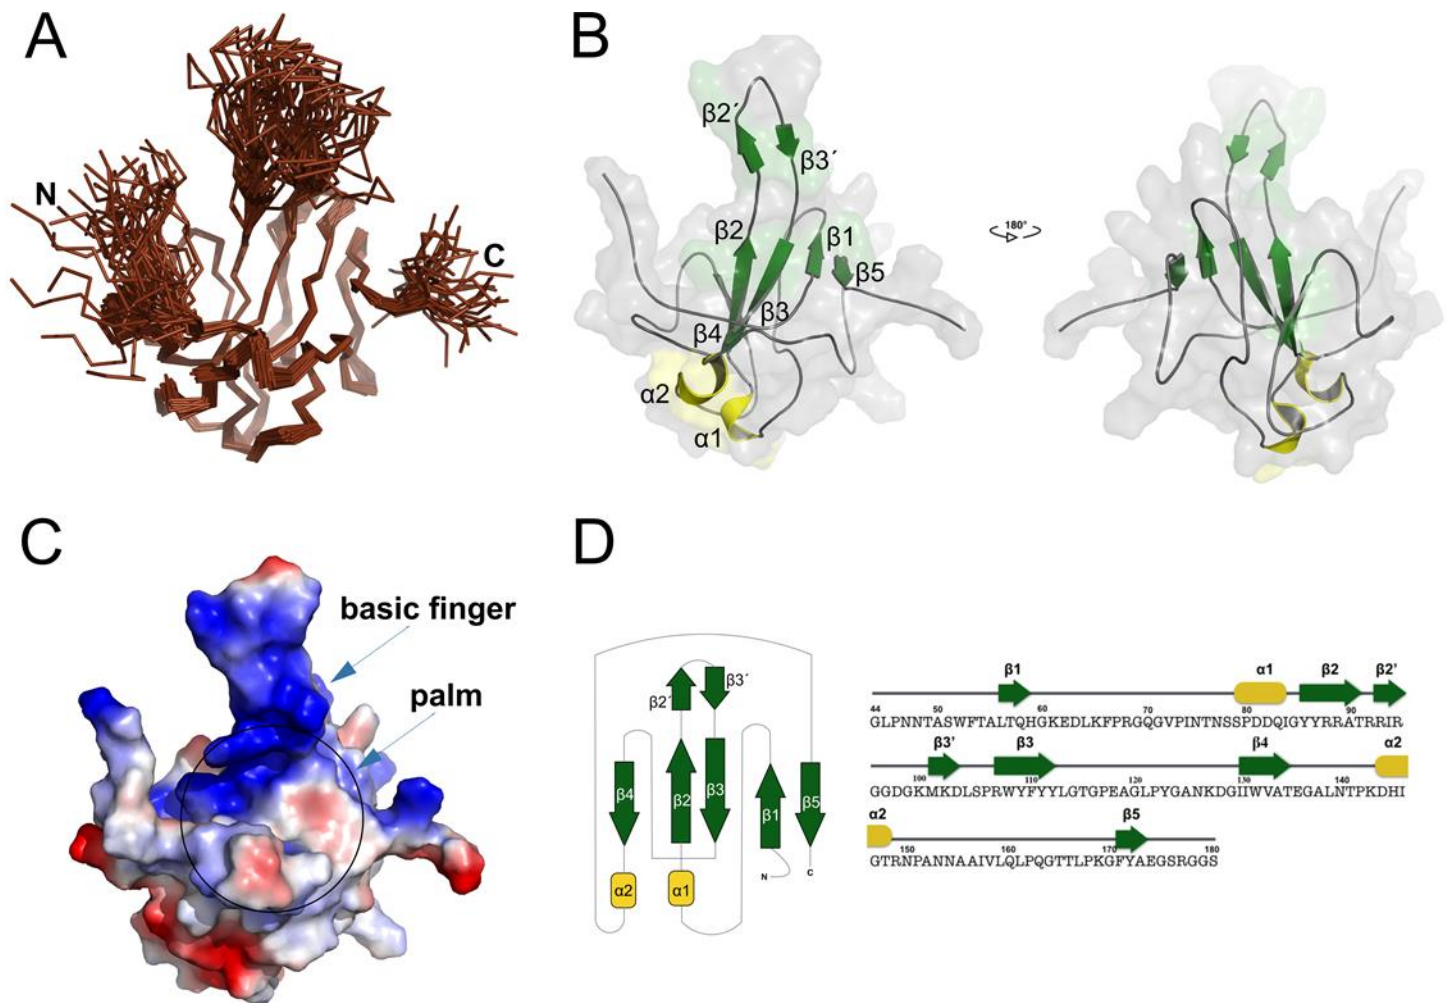 A
N
C
B
β2´
β3´
β2
β1
β5
β3
β4
α2
α1
180°
C
basic finger
palm
D
β2´
β3´
β4
β2
β3
β1
β5
N
C
α2
α1
β1 α1 β2 β2'
44 50 60 70 80 90
GLPNNTASWFTALTQHGKEDLKFPRGQGVPINTNSSPDDQIGYYRRATRRIR
β3' β3 β4 α2
100 110 120 130 140
GGDGKMKDLSPRWYFYYLGTGPEAGLPYGANKDGIIWVATEGALNTPKDHI
α2 β5
150 160 170 180
GTRNPANNAAIVLQLPQGTTLPKGFYAEGSRGGS